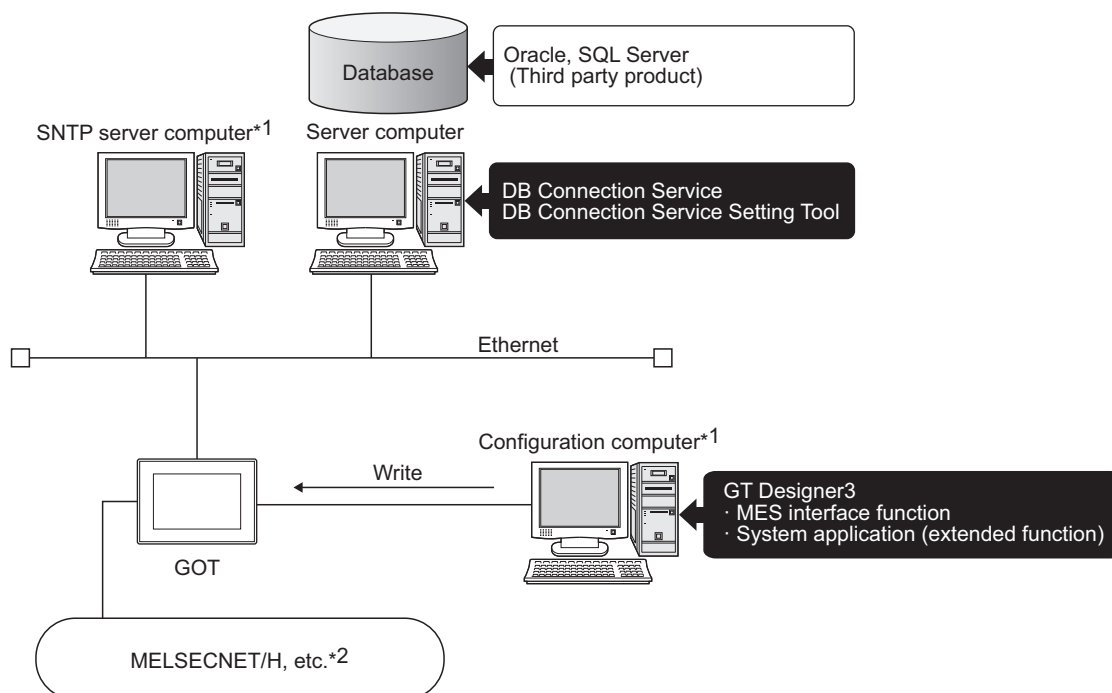 Database
Oracle, SQL Server
(Third party product)
SNTP server computer*1
Server computer
DB Connection Service
DB Connection Service Setting Tool
Ethernet
Configuration computer*1
Write
GT Designer3
· MES interface function
· System application (extended function)
GOT
MELSECNET/H, etc.*2